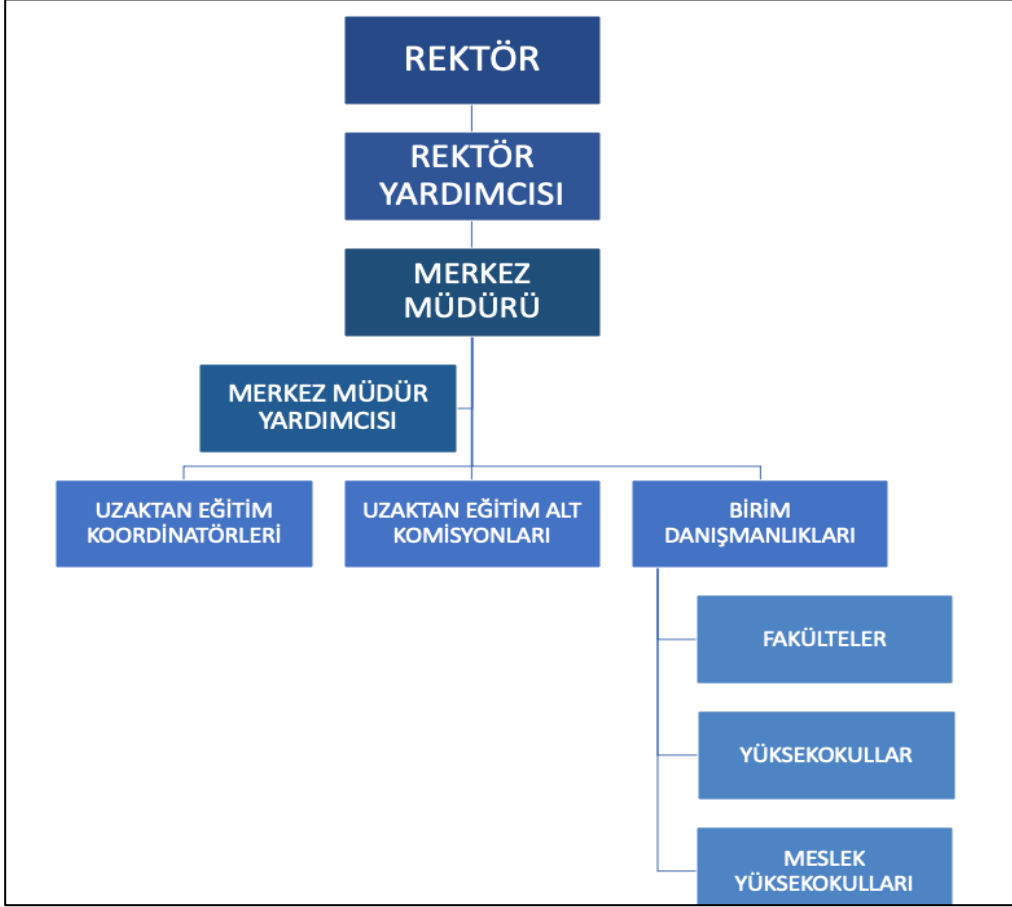 REKTÖR
REKTÖR
YARDIMCISI
MERKEZ
MÜDÜRÜ
MERKEZ MÜDÜR
YARDIMCISI
UZAKTAN EĞİTİM
KOORDİNATÖRLERİ
UZAKTAN EĞİTİM ALT
KOMİSYONLARI
BİRİM
DANIŞMANLIKLARI
FAKÜLTELER
YÜKSEKOKULLAR
MESLEK
YÜKSEKOKULLARI